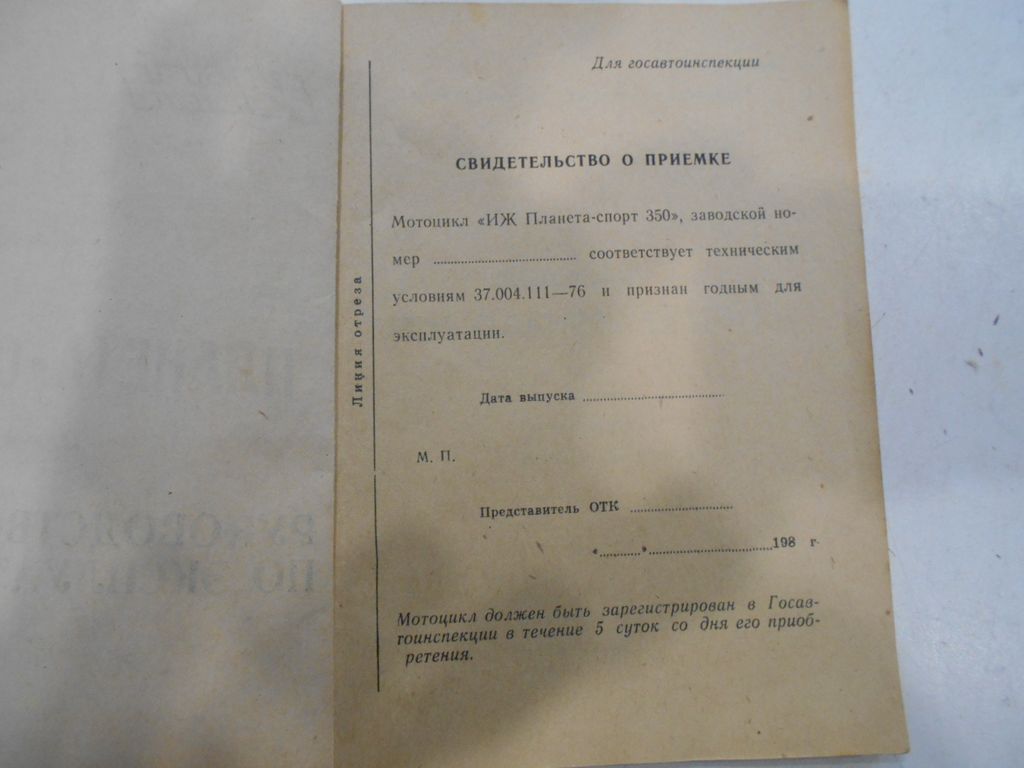 Для госавтоинспекции
СВИДЕТЕЛЬСТВО О ПРИЕМКЕ
Мотоцикл «ИЖ Планета-спорт 350», заводской но-
мер .................................... соответствует техническим
условиям 37.004.111—76 и признан годным для
эксплуатации.
Дата выпуска ....................................
М. П.
Представитель ОТК ..........................
«..........»...............................198 г.
Мотоцикл должен быть зарегистрирован в Госав-
тоинспекции в течение 5 суток со дня его приоб-
ретения.
Линия отреза